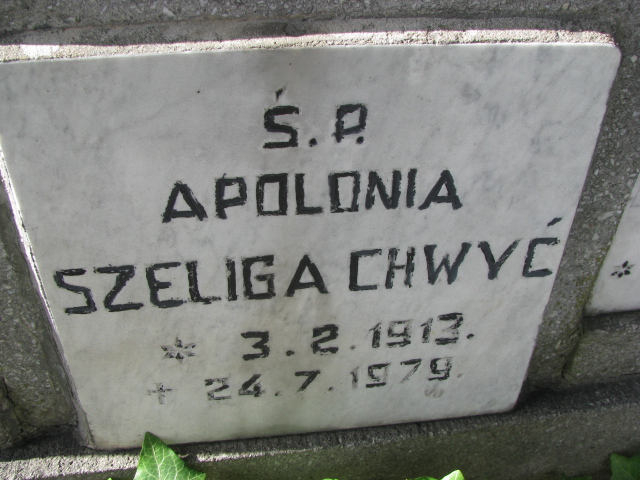 Ś.P.
APOLONIA
SZELIGA CHWYĆ
* 3.2.1913.
+ 24.7.1979.